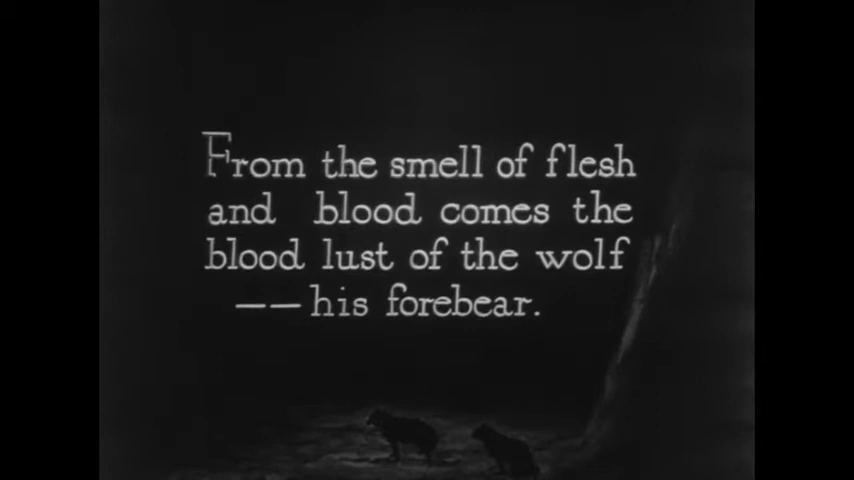 From the smell of flesh
and blood comes the
blood lust of the wolf
—— his forebear.